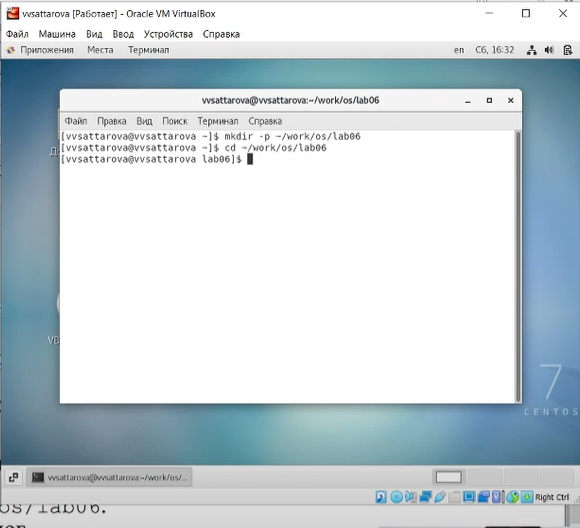 vvsattarova [Работает] - Oracle VM VirtualBox
Файл Машина Вид Ввод Устройства Справка
Приложения Места Терминал en Сб, 16:32
vvsattarova@vvsattarova:~/work/os/lab06
Файл Правка Вид Поиск Терминал Справка
[vvsattarova@vvsattarova ~]$ mkdir -p ~/work/os/lab06
[vvsattarova@vvsattarova ~]$ cd ~/work/os/lab06
[vvsattarova@vvsattarova lab06]$
VB
7
CENTOS
vvsattarova@vvsattarova:~/work/os/...
Right Ctrl
os/lab06.